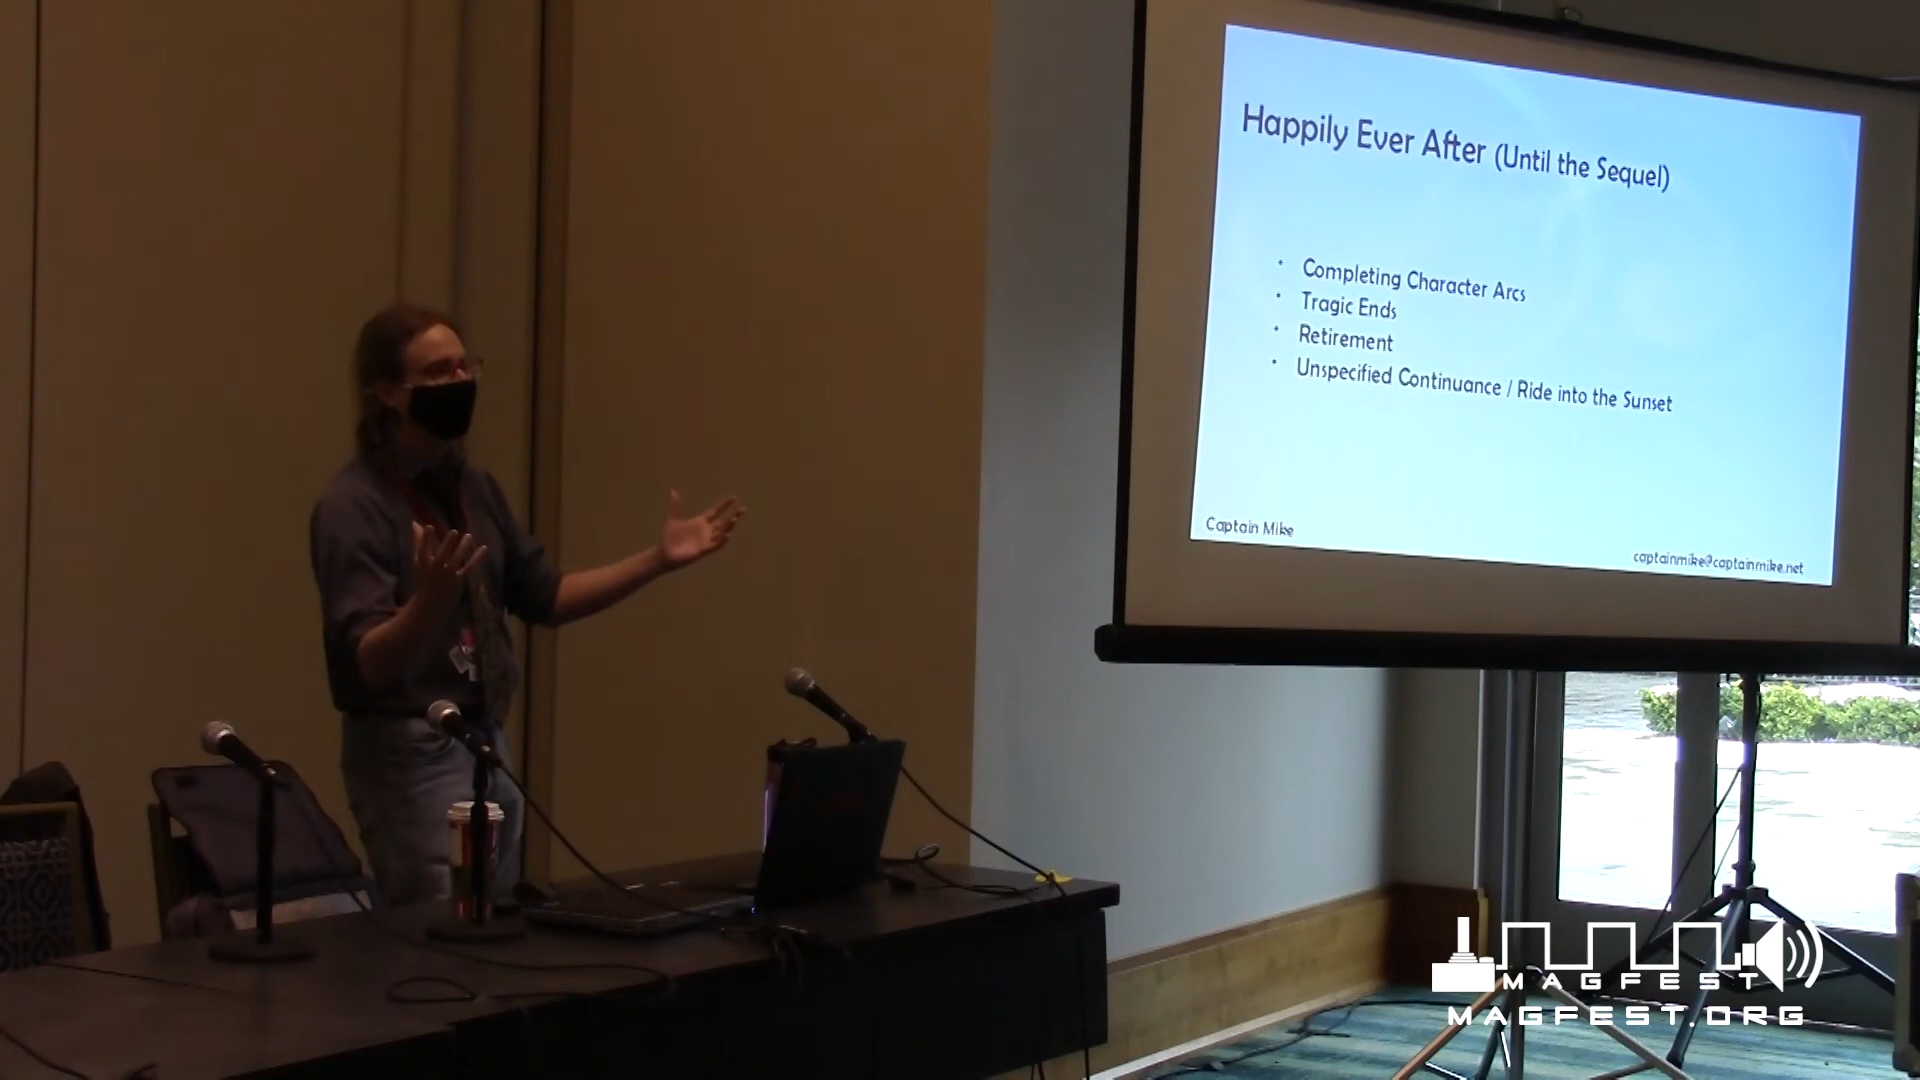 Happily Ever After (Until the Sequel)
• Completing Character Arcs
• Tragic Ends
• Retirement
• Unspecified Continuance / Ride into the Sunset
Captain Mike
captainmike@captainmike.net
MAGFEST
MAGFEST.ORG